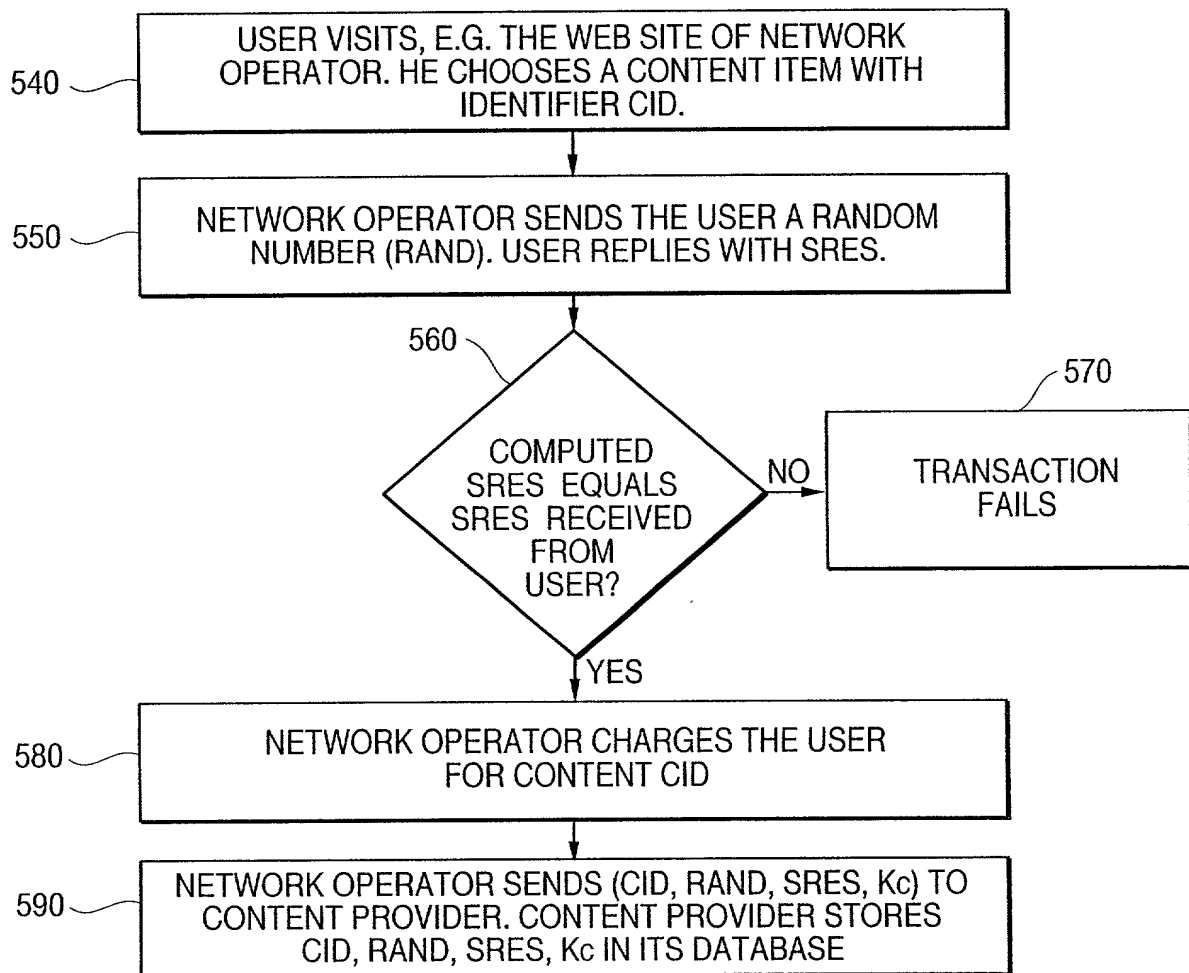 USER VISITS, E.G. THE WEB SITE OF NETWORK
OPERATOR. HE CHOOSES A CONTENT ITEM WITH
IDENTIFIER CID.
540
NETWORK OPERATOR SENDS THE USER A RANDOM
NUMBER (RAND). USER REPLIES WITH SRES.
550
560
COMPUTED
SRES EQUALS
SRES RECEIVED
FROM
USER?
NO
570
TRANSACTION
FAILS
YES
NETWORK OPERATOR CHARGES THE USER
FOR CONTENT CID
580
NETWORK OPERATOR SENDS (CID, RAND, SRES, Kc) TO
CONTENT PROVIDER. CONTENT PROVIDER STORES
CID, RAND, SRES, Kc IN ITS DATABASE
590